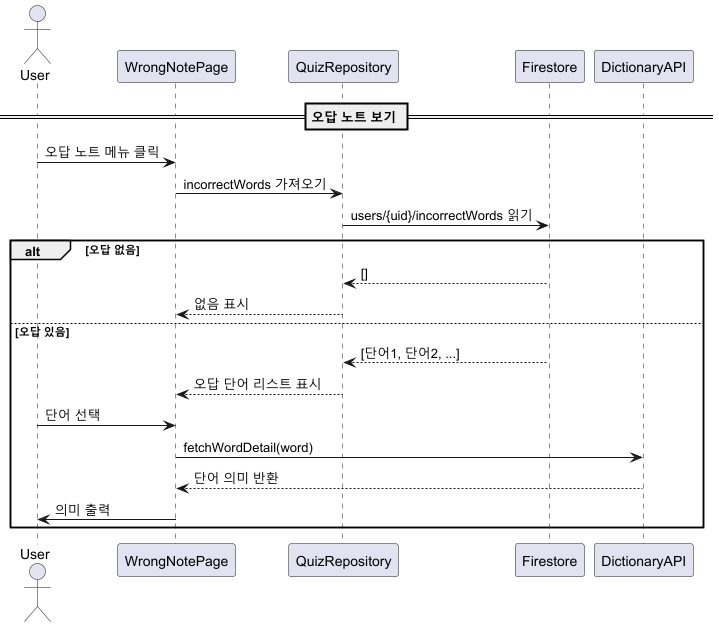 User
WrongNotePage
QuizRepository
Firestore
DictionaryAPI
오답 노트 보기
오답 노트 메뉴 클릭
incorrectWords 가져오기
users/{uid}/incorrectWords 읽기
alt
[오답 없음]
[]
없음 표시
[오답 있음]
[단어1, 단어2, ...]
오답 단어 리스트 표시
단어 선택
fetchWordDetail(word)
단어 의미 반환
의미 출력
User
WrongNotePage
QuizRepository
Firestore
DictionaryAPI